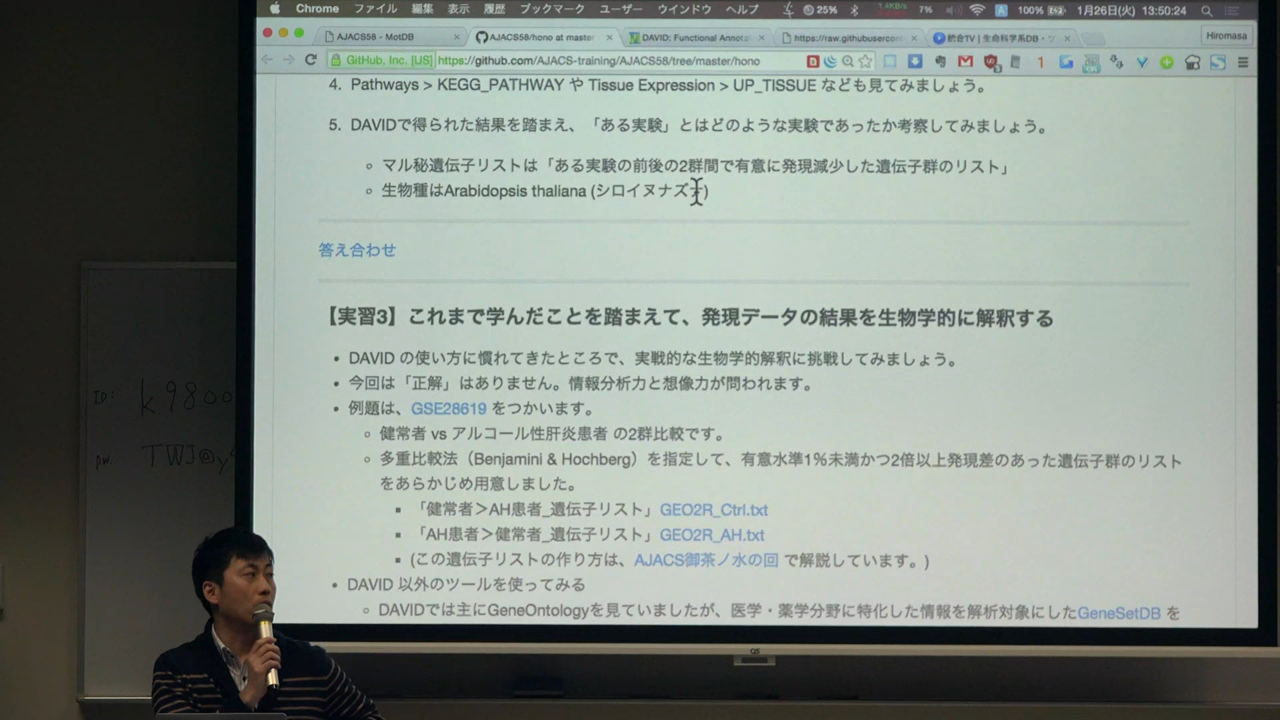 Chrome ファイル 編集 表示 履歴 ブックマーク ユーザー ウインドウ ヘルプ 25% 1.4KB/s 7% A 100% 1月26日(火) 13:50:24
AJACS58 - MotDB × AJACS58/hono at master × DAVID: Functional Annota × https://raw.githubuserconten × 統合TV | 生命科学系DB・ツ × Hiromasa
GitHub, Inc. [US] https://github.com/AJACS-training/AJACS58/tree/master/hono
4. Pathways > KEGG_PATHWAY や Tissue Expression > UP_TISSUE なども見てみましょう。
5. DAVIDで得られた結果を踏まえ、「ある実験」とはどのような実験であったか考察してみましょう。
マル秘遺伝子リストは「ある実験の前後の2群間で有意に発現減少した遺伝子群のリスト」
生物種はArabidopsis thaliana (シロイヌナズナ)
答え合わせ
【実習3】これまで学んだことを踏まえて、発現データの結果を生物学的に解釈する
• DAVID の使い方に慣れてきたところで、実戦的な生物学的解釈に挑戦してみましょう。
• 今回は「正解」はありません。情報分析力と想像力が問われます。
• 例題は、GSE28619 をつかいます。
健常者 vs アルコール性肝炎患者 の2群比較です。
多重比較法（Benjamini & Hochberg）を指定して、有意水準1%未満かつ2倍以上発現差のあった遺伝子群のリスト
をあらかじめ用意しました。
「健常者＞AH患者_遺伝子リスト」GEO2R_Ctrl.txt
「AH患者＞健常者_遺伝子リスト」GEO2R_AH.txt
(この遺伝子リストの作り方は、AJACS御茶ノ水の回 で解説しています。)
• DAVID 以外のツールを使ってみる
DAVIDでは主にGeneOntologyを見ていましたが、医学・薬学分野に特化した情報を解析対象にしたGeneSetDB を
ID: k9800
pw. TWJ@y